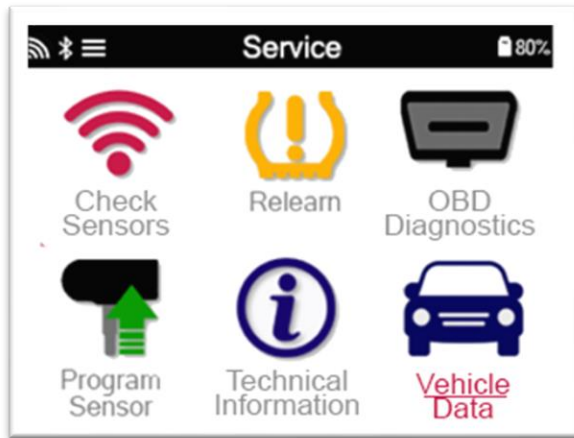 Service
80%
Check
Sensors
Relearn
OBD
Diagnostics
Program
Sensor
Technical
Information
Vehicle
Data